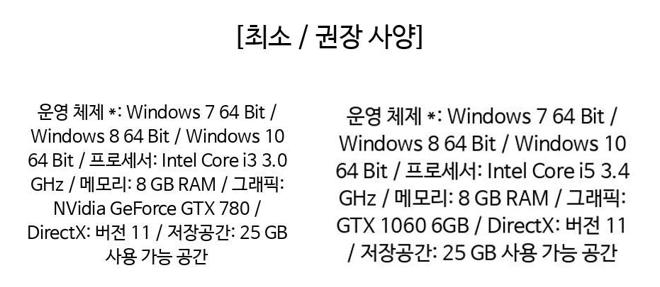 [최소 / 권장 사양]
운영 체제 *: Windows 7 64 Bit /
Windows 8 64 Bit / Windows 10
64 Bit / 프로세서: Intel Core i3 3.0
GHz / 메모리: 8 GB RAM / 그래픽:
NVidia GeForce GTX 780 /
DirectX: 버전 11 / 저장공간: 25 GB
사용 가능 공간
운영 체제 *: Windows 7 64 Bit /
Windows 8 64 Bit / Windows 10
64 Bit / 프로세서: Intel Core i5 3.4
GHz / 메모리: 8 GB RAM / 그래픽:
GTX 1060 6GB / DirectX: 버전 11
/ 저장공간: 25 GB 사용 가능 공간